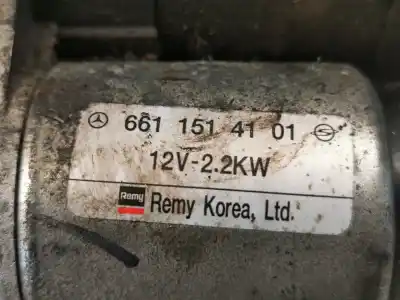 661 151 41 01
12V-2.2KW
Remy Remy Korea, Ltd.